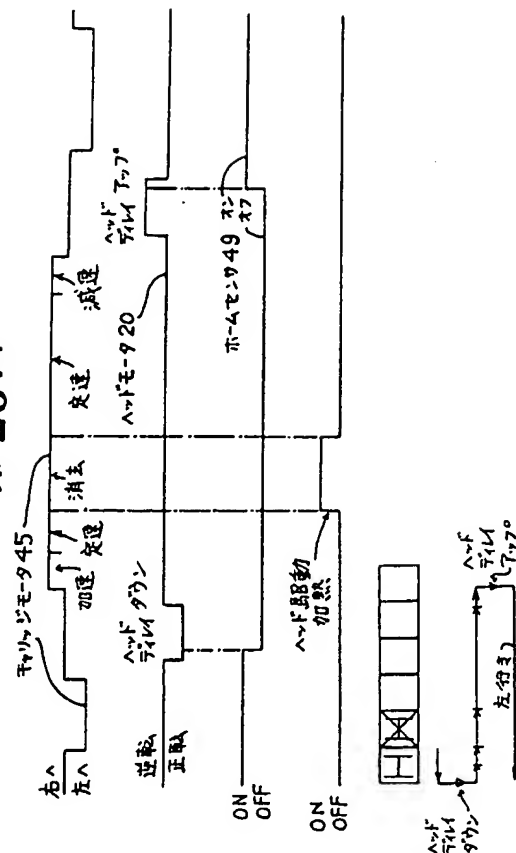 キャリッジモータ45
右へ
左へ
加速
定速
消去
定速
減速
逆転
正転
ヘッド
ディレイ ダウン
ヘッドモータ20
ヘッド
ディレイ アップ
ON
OFF
ホームセンサ49
オン
オフ
ON
OFF
ヘッド駆動
加熱
H
ヘッド
ディレイ
ダウン
左行き
ヘッド
ディレイ
アップ